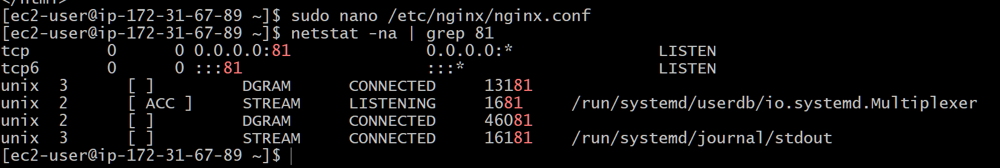 </html>
[ec2-user@ip-172-31-67-89 ~]$ sudo nano /etc/nginx/nginx.conf
[ec2-user@ip-172-31-67-89 ~]$ netstat -na | grep 81
tcp        0      0 0.0.0.0:81              0.0.0.0:*               LISTEN
tcp6       0      0 :::81                   :::*                    LISTEN
unix  3      [ ]         DGRAM      CONNECTED     13181
unix  2      [ ACC ]     STREAM     LISTENING     1681     /run/systemd/userdb/io.systemd.Multiplexer
unix  2      [ ]         DGRAM      CONNECTED     46081
unix  3      [ ]         STREAM     CONNECTED     16181    /run/systemd/journal/stdout
[ec2-user@ip-172-31-67-89 ~]$